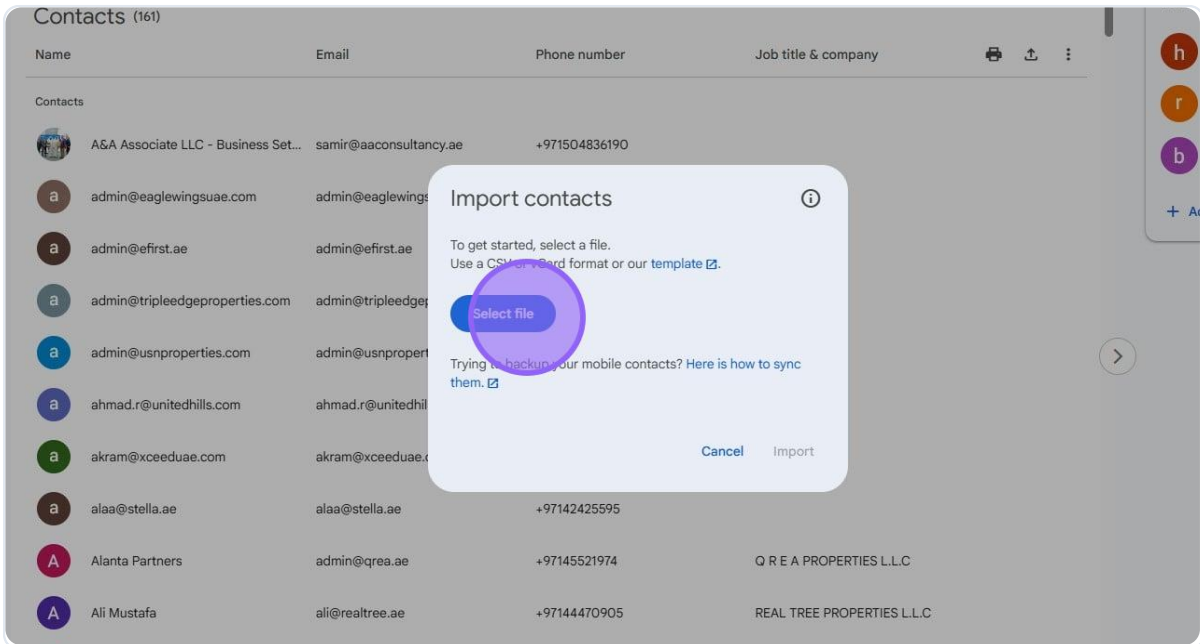 Contacts (161)
Name Email Phone number Job title & company
Contacts
A&A Associate LLC - Business Set... samir@aaconsultancy.ae +971504836190
a admin@eaglewingsuae.com admin@eaglewings
a admin@efirst.ae admin@efirst.ae
a admin@tripleedgeproperties.com admin@tripleedge
a admin@usnproperties.com admin@usnpropert
a ahmad.r@unitedhills.com ahmad.r@unitedhil
a akram@xceeduae.com akram@xceeduae.
a alaa@stella.ae alaa@stella.ae +97142425595
A Alanta Partners admin@qrea.ae +97145521974 Q R E A PROPERTIES L.L.C
A Ali Mustafa ali@realtree.ae +97144470905 REAL TREE PROPERTIES L.L.C
Import contacts
To get started, select a file.
Use a CSV or vCard format or our template.
Select file
Trying to backup your mobile contacts? Here is how to sync
them.
Cancel Import
h
r
b
+ Ad